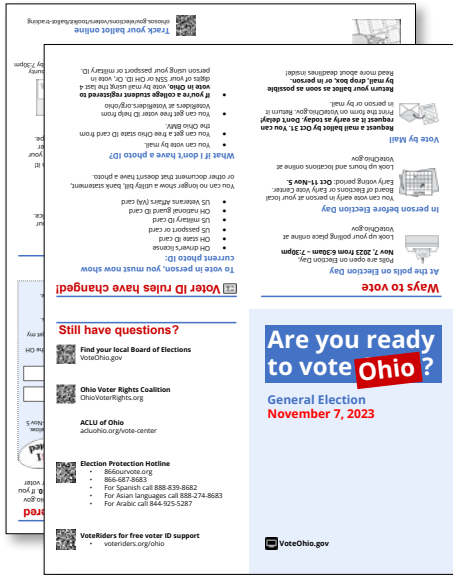 Track your ballot online
ohiosos.gov/elections/voters/toolkit/ballot-tracking
Ways to vote
At the polls on Election Day
Polls are open on Election Day,
Nov 7, 2023 from 6:30am – 7:30pm
Look up your polling place online at
VoteOhio.gov
In person before Election Day
You can vote early in person at your local
Board of Elections or Early Vote Center.
Early voting period: Oct 11–Nov 5.
Look up hours and locations online at
VoteOhio.gov
Vote by Mail
Request a mail ballot by Oct 31. You can
request it as early as today. Don't delay!
Print the form on VoteOhio.gov. Return it
in person or by mail.
Return your ballot as soon as possible
by mail, drop box, or in person.
Read more about deadlines inside!
Voter ID rules have changed!
To vote in person, you must now show
current photo ID:
• OH driver's license
• OH state ID card
• US passport or card
• US military ID card
• OH national guard ID card
• US Veterans Affairs (VA) card
You can no longer show a utility bill, bank statement,
or other document that doesn't have a photo.
What if I don't have a photo ID?
• You can vote by mail.
• You can get a free Ohio state ID card from
the Ohio BMV.
• You can get free voter ID help from
VoteRiders at VoteRiders.org/ohio
• If you're a college student registered to
vote in Ohio, vote by mail using the last 4
digits of your SSN or OH ID. Or, vote in
person using your passport or military ID.
Still have questions?
Find your local Board of Elections
VoteOhio.gov
Ohio Voter Rights Coalition
OhioVoterRights.org
ACLU of Ohio
acluohio.org/vote-center
Election Protection Hotline
• 866ourvote.org
• 866-687-8683
• For Spanish call 888-839-8682
• For Asian languages call 888-274-8683
• For Arabic call 844-925-5287
VoteRiders for free voter ID support
• voteriders.org/ohio
Are you ready
to vote Ohio ?
General Election
November 7, 2023
VoteOhio.gov